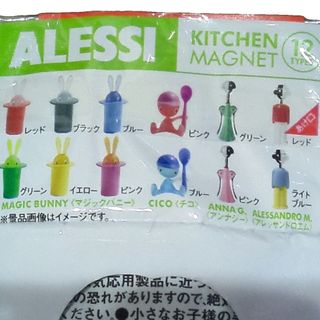 ALESSI
KITCHEN
MAGNET
12
TYPES
レッド ブラック ブルー ピンク グリーン レッド
あけ口
グリーン イエロー ピンク ブルー ピンク ライト
ブルー
MAGIC BUNNY〈マジックバニー〉 CICO〈チコ〉 ANNA G.
〈アンナジー〉 ALESSANDRO M.
〈アレッサンドロエム〉
※景品画像はイメージです。
気応用製品に近づ
の恐れがありますので、絶対
ださい。●小さなお子様の